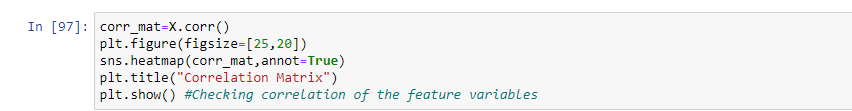 In [97]: corr_mat=X.corr()
plt.figure(figsize=[25,20])
sns.heatmap(corr_mat,annot=True)
plt.title("Correlation Matrix")
plt.show() #Checking correlation of the feature variables